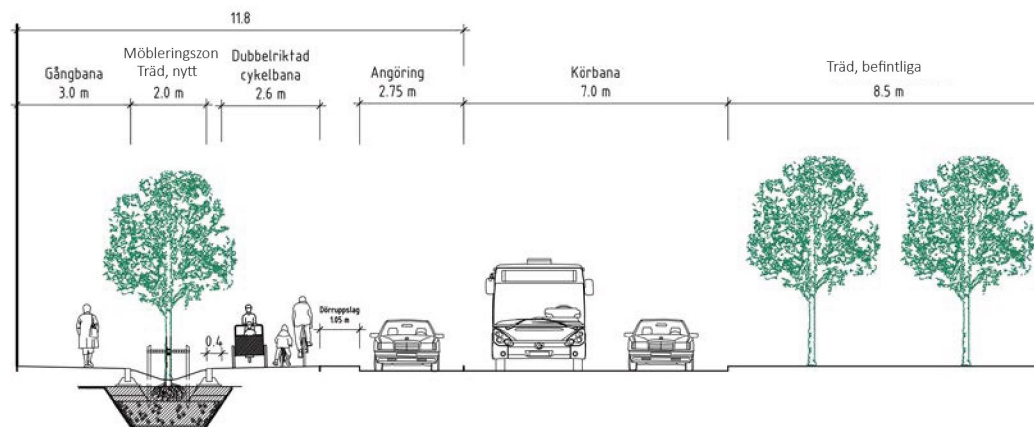 11.8
Gångbana
3.0 m
Möbleringszon
Träd, nytt
2.0 m
Dubbelriktad
cykelbana
2.6 m
Angöring
2.75 m
Körbana
7.0 m
Träd, befintliga
8.5 m
Dörruppslag
1.05 m
0.4